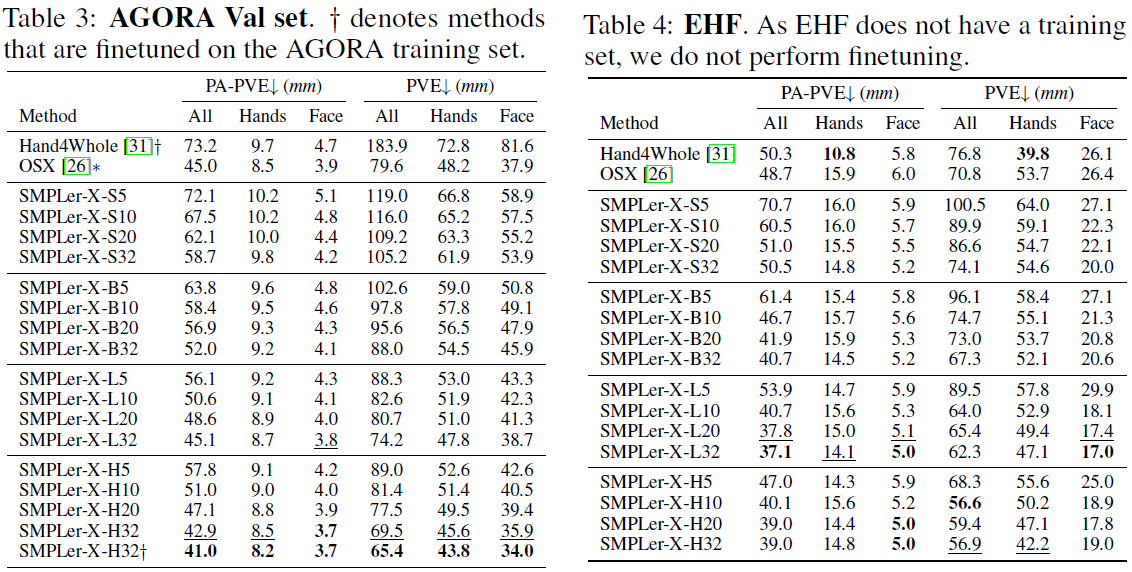 Table 3: AGORA Val set. † denotes methods
that are finetuned on the AGORA training set.
PA-PVE↓ (mm) PVE↓ (mm)
Method All Hands Face All Hands Face
Hand4Whole [31]† 73.2 9.7 4.7 183.9 72.8 81.6
OSX [26]* 45.0 8.5 3.9 79.6 48.2 37.9
SMPLer-X-S5 72.1 10.2 5.1 119.0 66.8 58.9
SMPLer-X-S10 67.5 10.2 4.8 116.0 65.2 57.5
SMPLer-X-S20 62.1 10.0 4.4 109.2 63.3 55.2
SMPLer-X-S32 58.7 9.8 4.2 105.2 61.9 53.9
SMPLer-X-B5 63.8 9.6 4.8 102.6 59.0 50.8
SMPLer-X-B10 58.4 9.5 4.6 97.8 57.8 49.1
SMPLer-X-B20 56.9 9.3 4.3 95.6 56.5 47.9
SMPLer-X-B32 52.0 9.2 4.1 88.0 54.5 45.9
SMPLer-X-L5 56.1 9.2 4.3 88.3 53.0 43.3
SMPLer-X-L10 50.6 9.1 4.1 82.6 51.9 42.3
SMPLer-X-L20 48.6 8.9 4.0 80.7 51.0 41.3
SMPLer-X-L32 45.1 8.7 3.8 74.2 47.8 38.7
SMPLer-X-H5 57.8 9.1 4.2 89.0 52.6 42.6
SMPLer-X-H10 51.0 9.0 4.0 81.4 51.4 40.5
SMPLer-X-H20 47.1 8.8 3.9 77.5 49.5 39.4
SMPLer-X-H32 42.9 8.5 3.7 69.5 45.6 35.9
SMPLer-X-H32† 41.0 8.2 3.7 65.4 43.8 34.0
Table 4: EHF. As EHF does not have a training
set, we do not perform finetuning.
PA-PVE↓ (mm) PVE↓ (mm)
Method All Hands Face All Hands Face
Hand4Whole [31] 50.3 10.8 5.8 76.8 39.8 26.1
OSX [26] 48.7 15.9 6.0 70.8 53.7 26.4
SMPLer-X-S5 70.7 16.0 5.9 100.5 64.0 27.1
SMPLer-X-S10 60.5 16.0 5.7 89.9 59.1 22.3
SMPLer-X-S20 51.0 15.5 5.5 86.6 54.7 22.1
SMPLer-X-S32 50.5 14.8 5.2 74.1 54.6 20.0
SMPLer-X-B5 61.4 15.4 5.8 96.1 58.4 27.1
SMPLer-X-B10 46.7 15.7 5.6 74.7 55.1 21.3
SMPLer-X-B20 41.9 15.9 5.3 73.0 53.7 20.8
SMPLer-X-B32 40.7 14.5 5.2 67.3 52.1 20.6
SMPLer-X-L5 53.9 14.7 5.9 89.5 57.8 29.9
SMPLer-X-L10 40.7 15.6 5.3 64.0 52.9 18.1
SMPLer-X-L20 37.8 15.0 5.1 65.4 49.4 17.4
SMPLer-X-L32 37.1 14.1 5.0 62.3 47.1 17.0
SMPLer-X-H5 47.0 14.3 5.9 68.3 55.6 25.0
SMPLer-X-H10 40.1 15.6 5.2 56.6 50.2 18.9
SMPLer-X-H20 39.0 14.4 5.0 59.4 47.1 17.8
SMPLer-X-H32 39.0 14.8 5.0 56.9 42.2 19.0